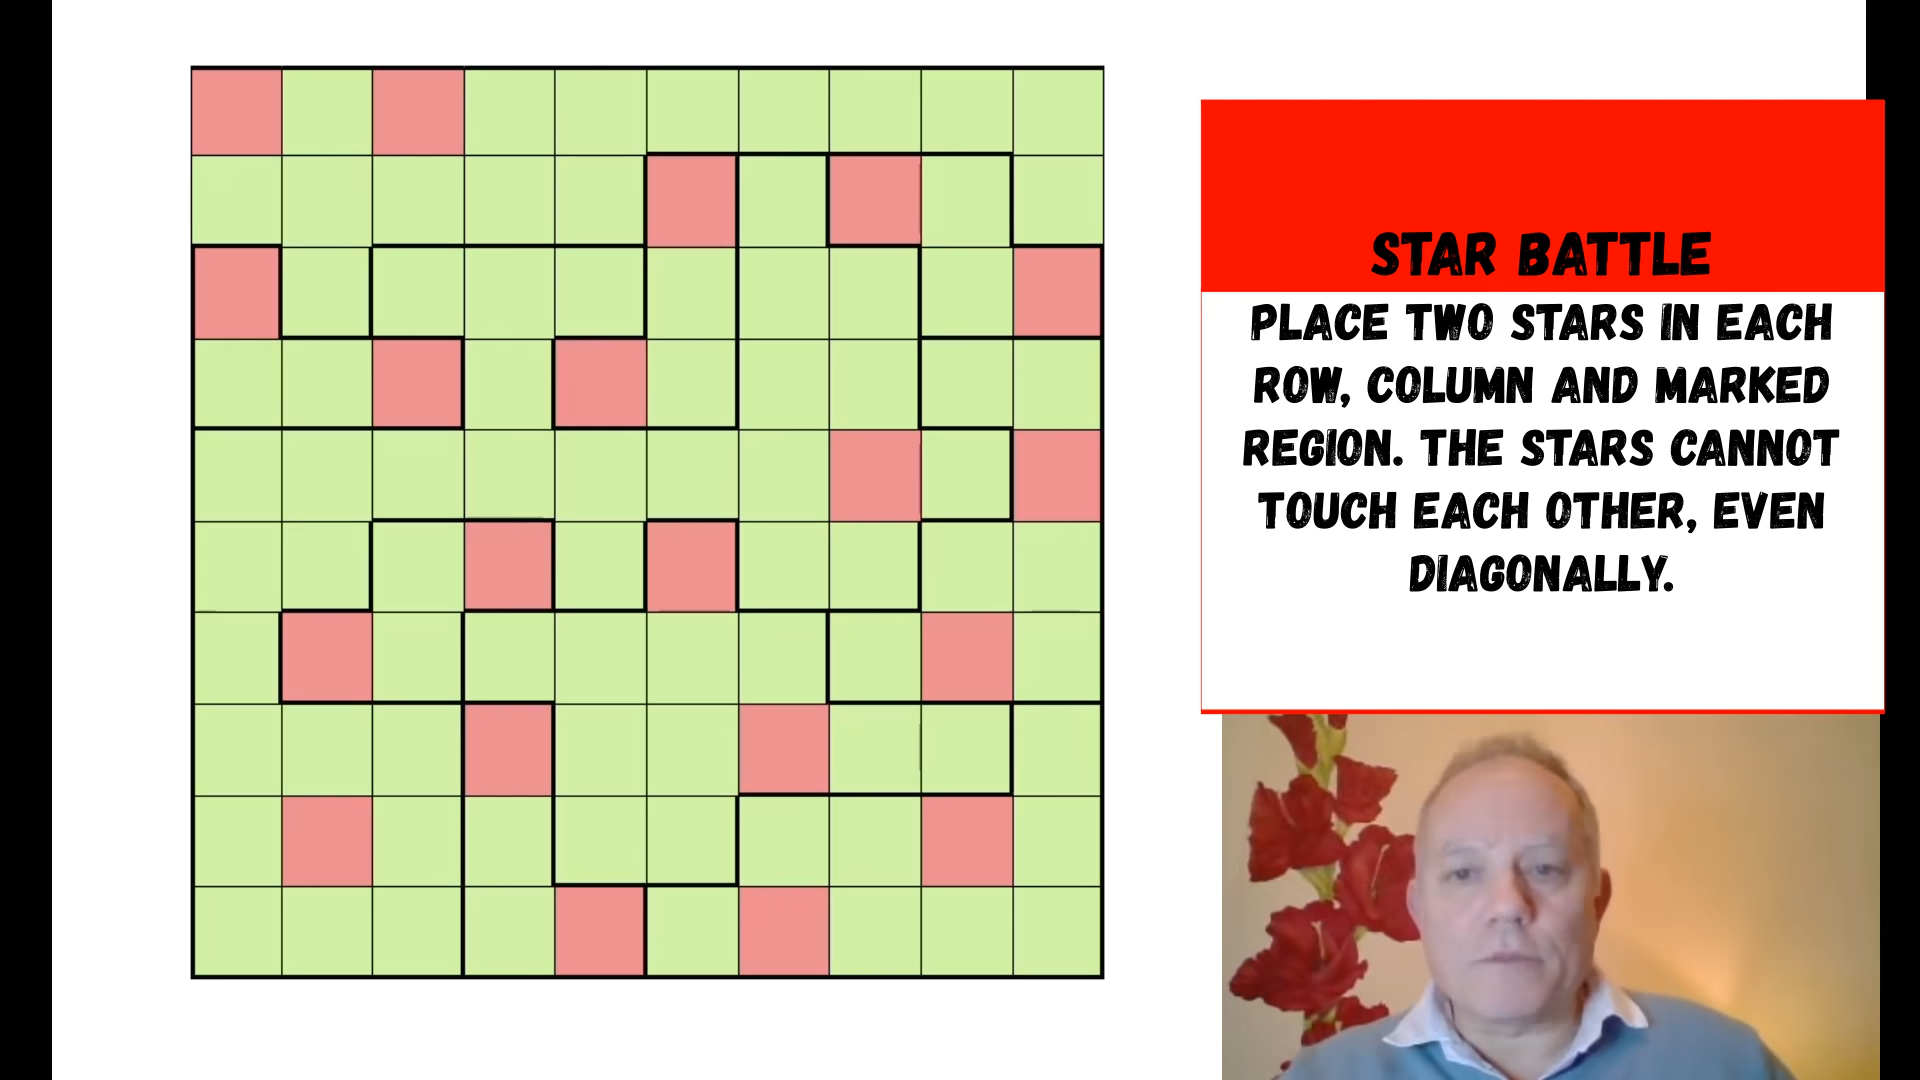 STAR BATTLE
PLACE TWO STARS IN EACH
ROW, COLUMN AND MARKED
REGION. THE STARS CANNOT
TOUCH EACH OTHER, EVEN
DIAGONALLY.